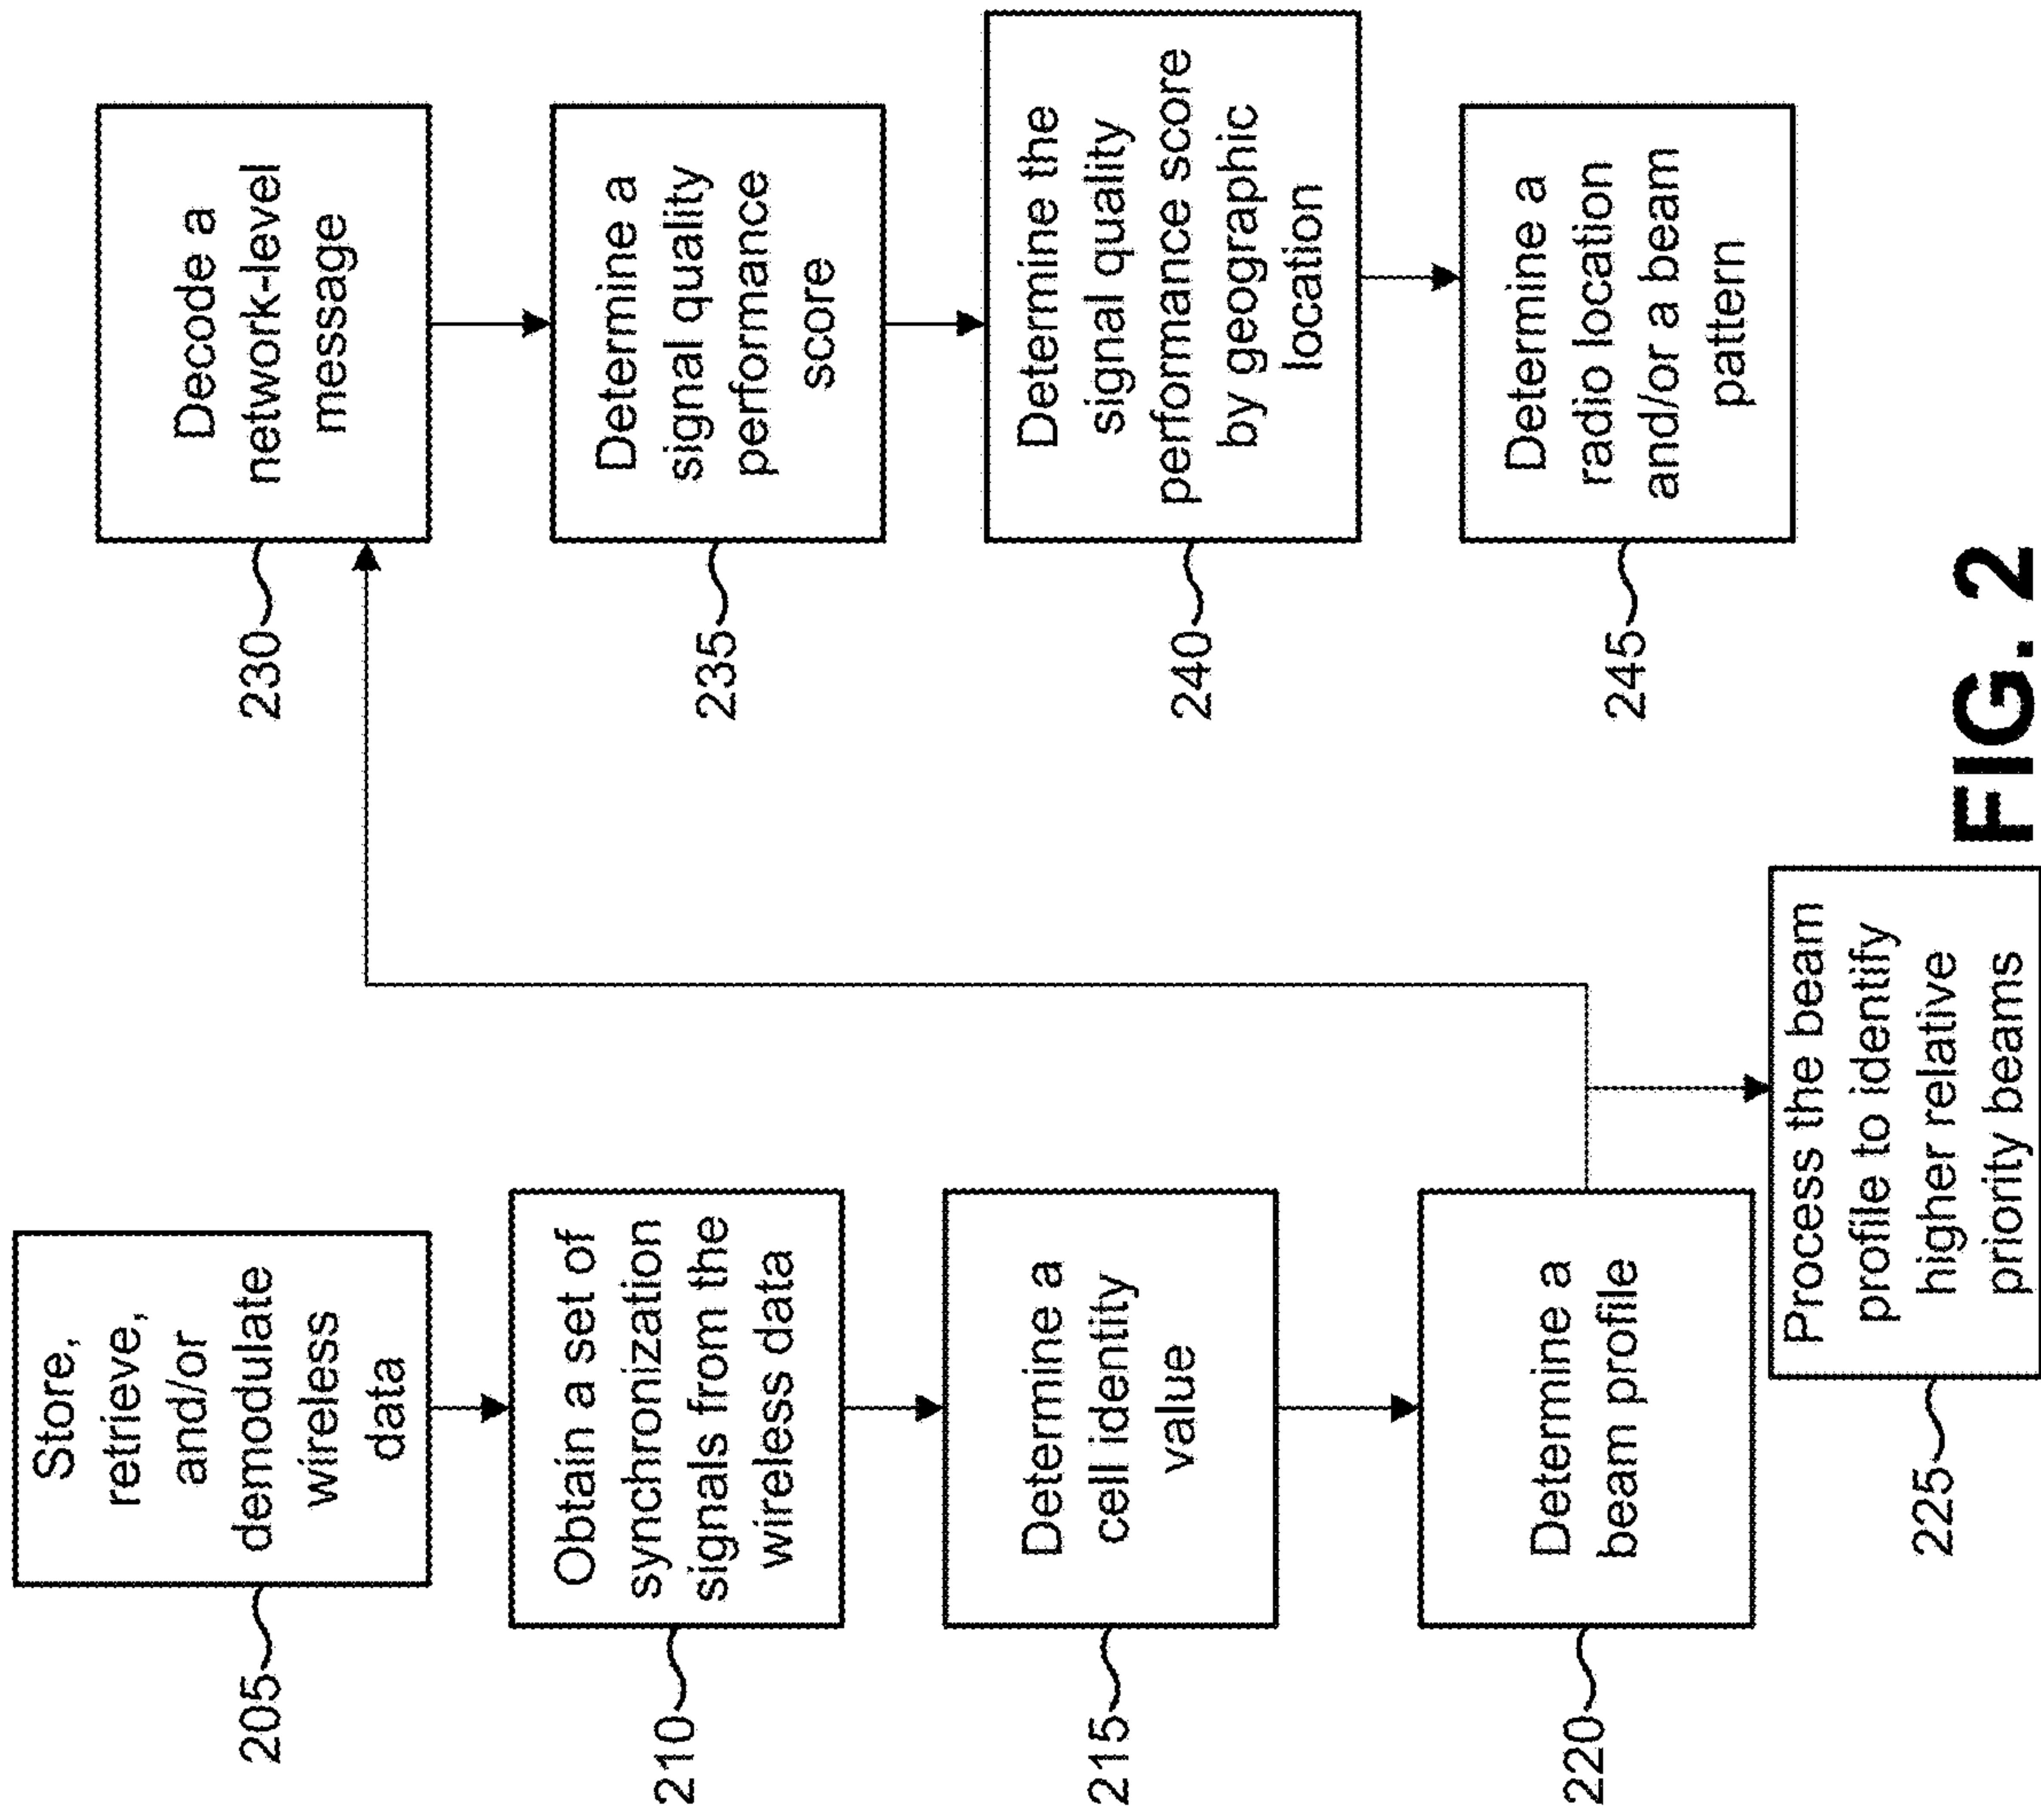 Store,
retrieve,
and/or
demodulate
wireless
data
205
Obtain a set of
synchronization
signals from the
wireless data
210
Determine a
cell identity
value
215
Determine a
beam profile
220
Process the beam
profile to identify
higher relative
priority beams
225
Decode a
network-level
message
230
Determine a
signal quality
performance
score
235
Determine the
signal quality
performance score
by geographic
location
240
Determine a
radio location
and/or a beam
pattern
245
FIG. 2